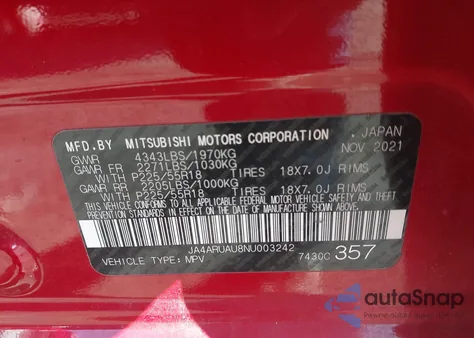 MFD.BY MITSUBISHI MOTORS CORPORATION , JAPAN
GVWR 4343LBS/1970KG NOV 2021
GAWR FR 2271LBS/1030KG
WITH P225/55R18 TIRES 18X7.0J RIMS
GAWR RR 2205LBS/1000KG
WITH P225/55R18 TIRES 18X7.0J RIMS
THIS VEHICLE CONFORMS TO ALL APPLICABLE
FEDERAL MOTOR VEHICLE SAFETY AND THEFT
PREVENTION STANDARDS IN EFFECT ON THE
DATE OF MANUFACTURE SHOWN ABOVE.
JA4ARUAU8NU003242
VEHICLE TYPE: MPV 7430C 357
autoSnap